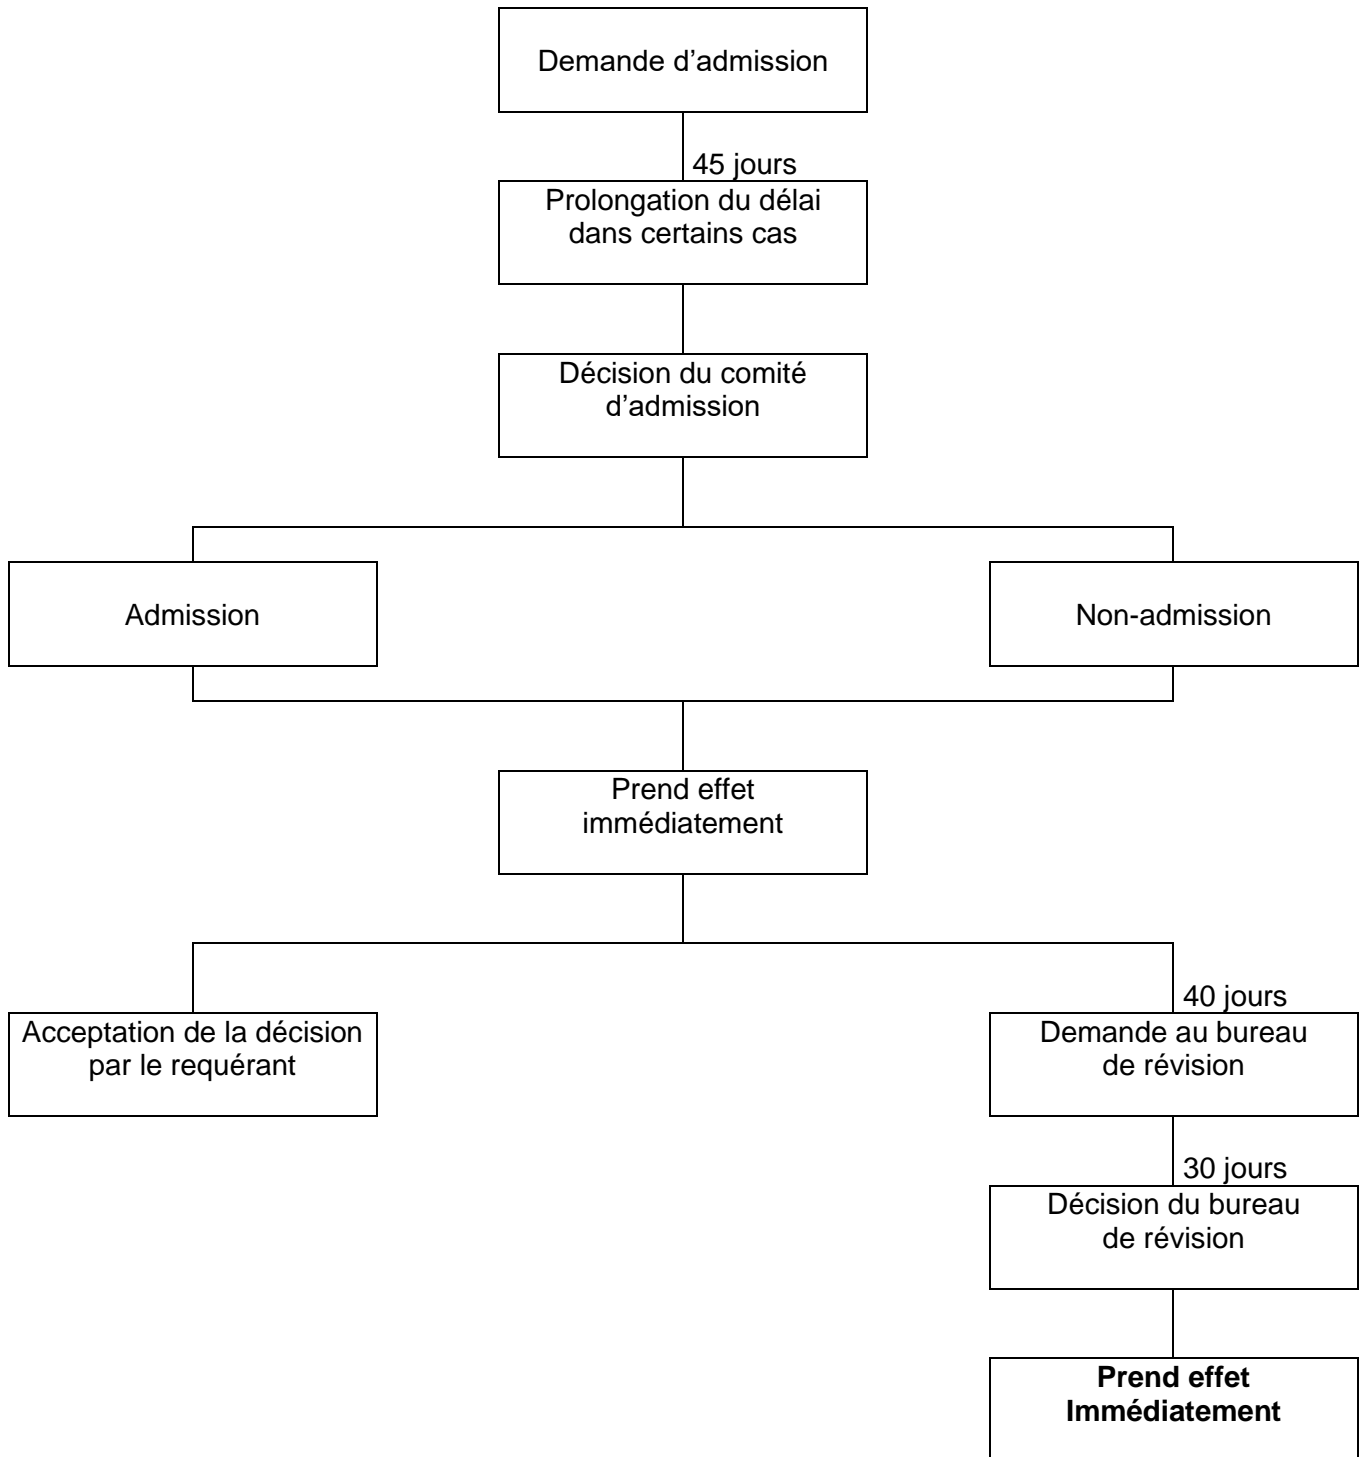 Demande d’admission
45 jours
Prolongation du délai
dans certains cas
Décision du comité
d’admission
Admission
Non-admission
Prend effet
immédiatement
Acceptation de la décision
par le requérant
40 jours
Demande au bureau
de révision
30 jours
Décision du bureau
de révision
Prend effet
Immédiatement